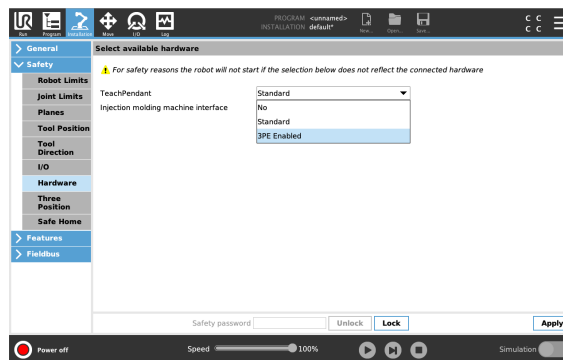 UR
PROGRAM <unnamed>
INSTALLATION default*
Run Program Installation Move I/O Log New... Open... Save...
C C
C C
General
Safety
Robot Limits
Joint Limits
Planes
Tool Position
Tool
Direction
I/O
Hardware
Three
Position
Safe Home
Features
Fieldbus
Select available hardware
For safety reasons the robot will not start if the selection below does not reflect the connected hardware
TeachPendant Standard
Injection molding machine interface No
Standard
3PE Enabled
Safety password Unlock Lock Apply
Power off Speed 100% Simulation